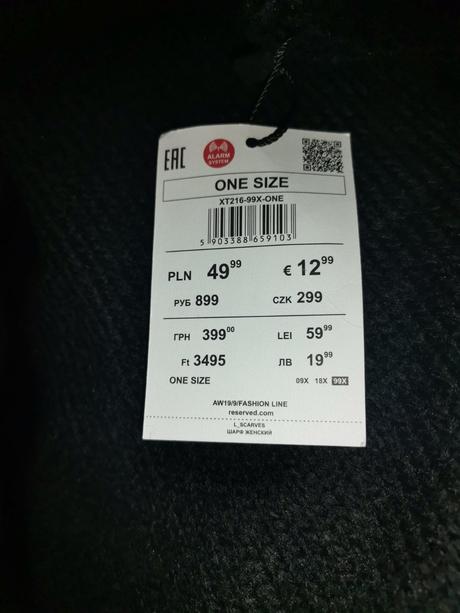 EAC
ALARM
SYSTEM
ONE SIZE
XT216-99X-ONE
5 903388 659103
PLN 49⁹⁹ € 12⁹⁹
РУБ 899 CZK 299
ГРН 399⁰⁰ LEI 59⁹⁹
Ft 3495 ЛВ 19⁹⁹
ONE SIZE 09X 18X 99X
AW19/9/FASHION LINE
reserved.com
L_SCARVES
ШАРФ ЖЕНСКИЙ